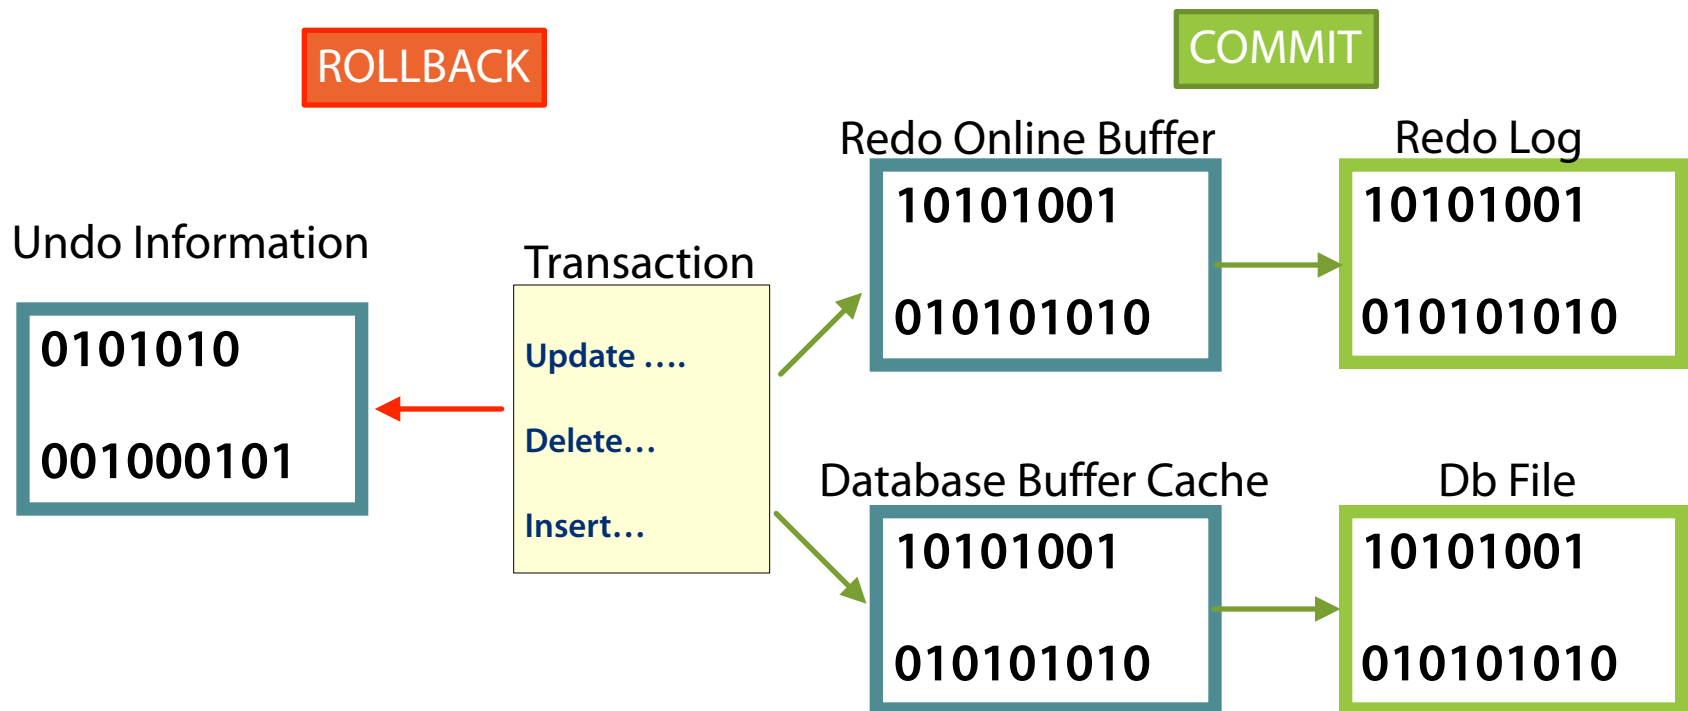 ROLLBACK
COMMIT
Undo Information
0101010
001000101
Transaction
Update ....
Delete…
Insert…
Redo Online Buffer
10101001
010101010
Redo Log
10101001
010101010
Database Buffer Cache
10101001
010101010
Db File
10101001
010101010